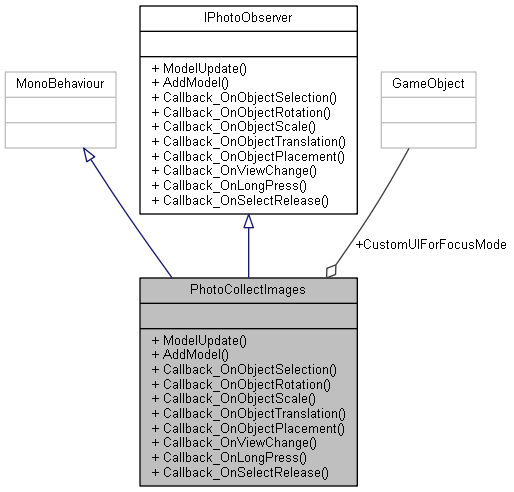 IPhotoObserver
+ ModelUpdate()
+ AddModel()
+ Callback_OnObjectSelection()
+ Callback_OnObjectRotation()
+ Callback_OnObjectScale()
+ Callback_OnObjectTranslation()
+ Callback_OnObjectPlacement()
+ Callback_OnViewChange()
+ Callback_OnLongPress()
+ Callback_OnSelectRelease()
MonoBehaviour
GameObject
+CustomUIForFocusMode
PhotoCollectImages
+ ModelUpdate()
+ AddModel()
+ Callback_OnObjectSelection()
+ Callback_OnObjectRotation()
+ Callback_OnObjectScale()
+ Callback_OnObjectTranslation()
+ Callback_OnObjectPlacement()
+ Callback_OnViewChange()
+ Callback_OnLongPress()
+ Callback_OnSelectRelease()